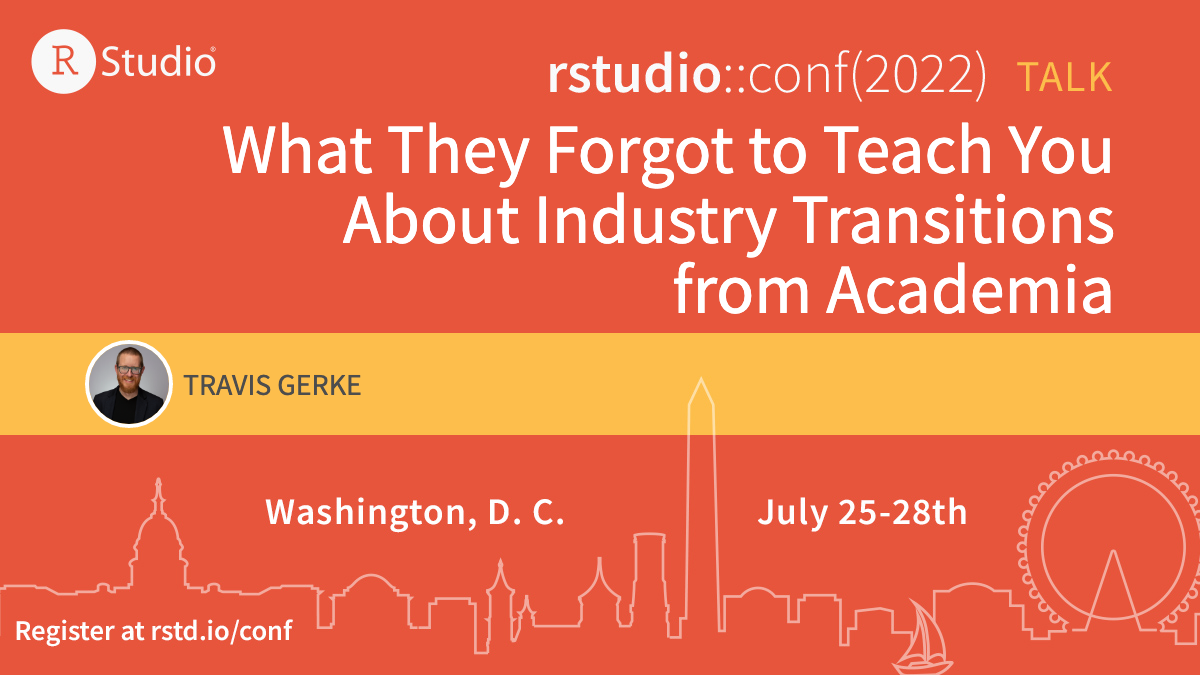 R Studio®
rstudio::conf(2022) TALK
What They Forgot to Teach You
About Industry Transitions
from Academia
TRAVIS GERKE
Washington, D. C.
July 25-28th
Register at rstd.io/conf